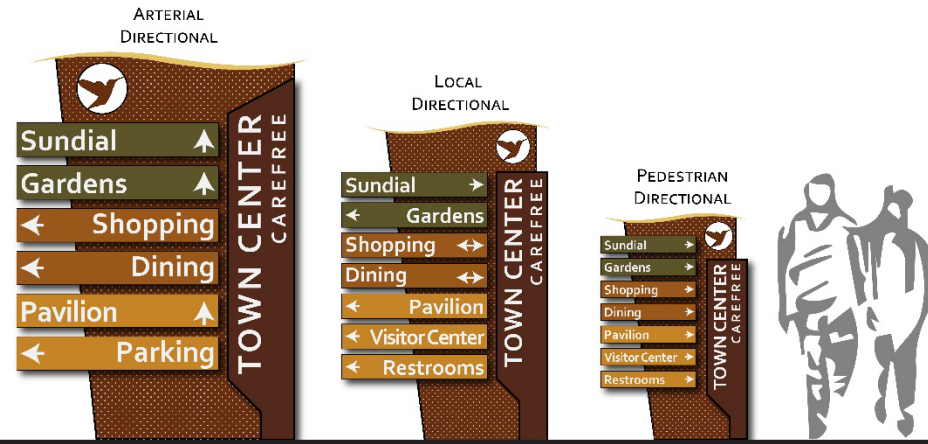 ARTERIAL
DIRECTIONAL
Sundial
Gardens
Shopping
Dining
Pavilion
Parking
TOWN CENTER
CAREFREE
LOCAL
DIRECTIONAL
Sundial
Gardens
Shopping
Dining
Pavilion
Visitor Center
Restrooms
TOWN CENTER
CAREFREE
PEDESTRIAN
DIRECTIONAL
Sundial
Gardens
Shopping
Dining
Pavilion
Visitor Center
Restrooms
TOWN CENTER
CAREFREE